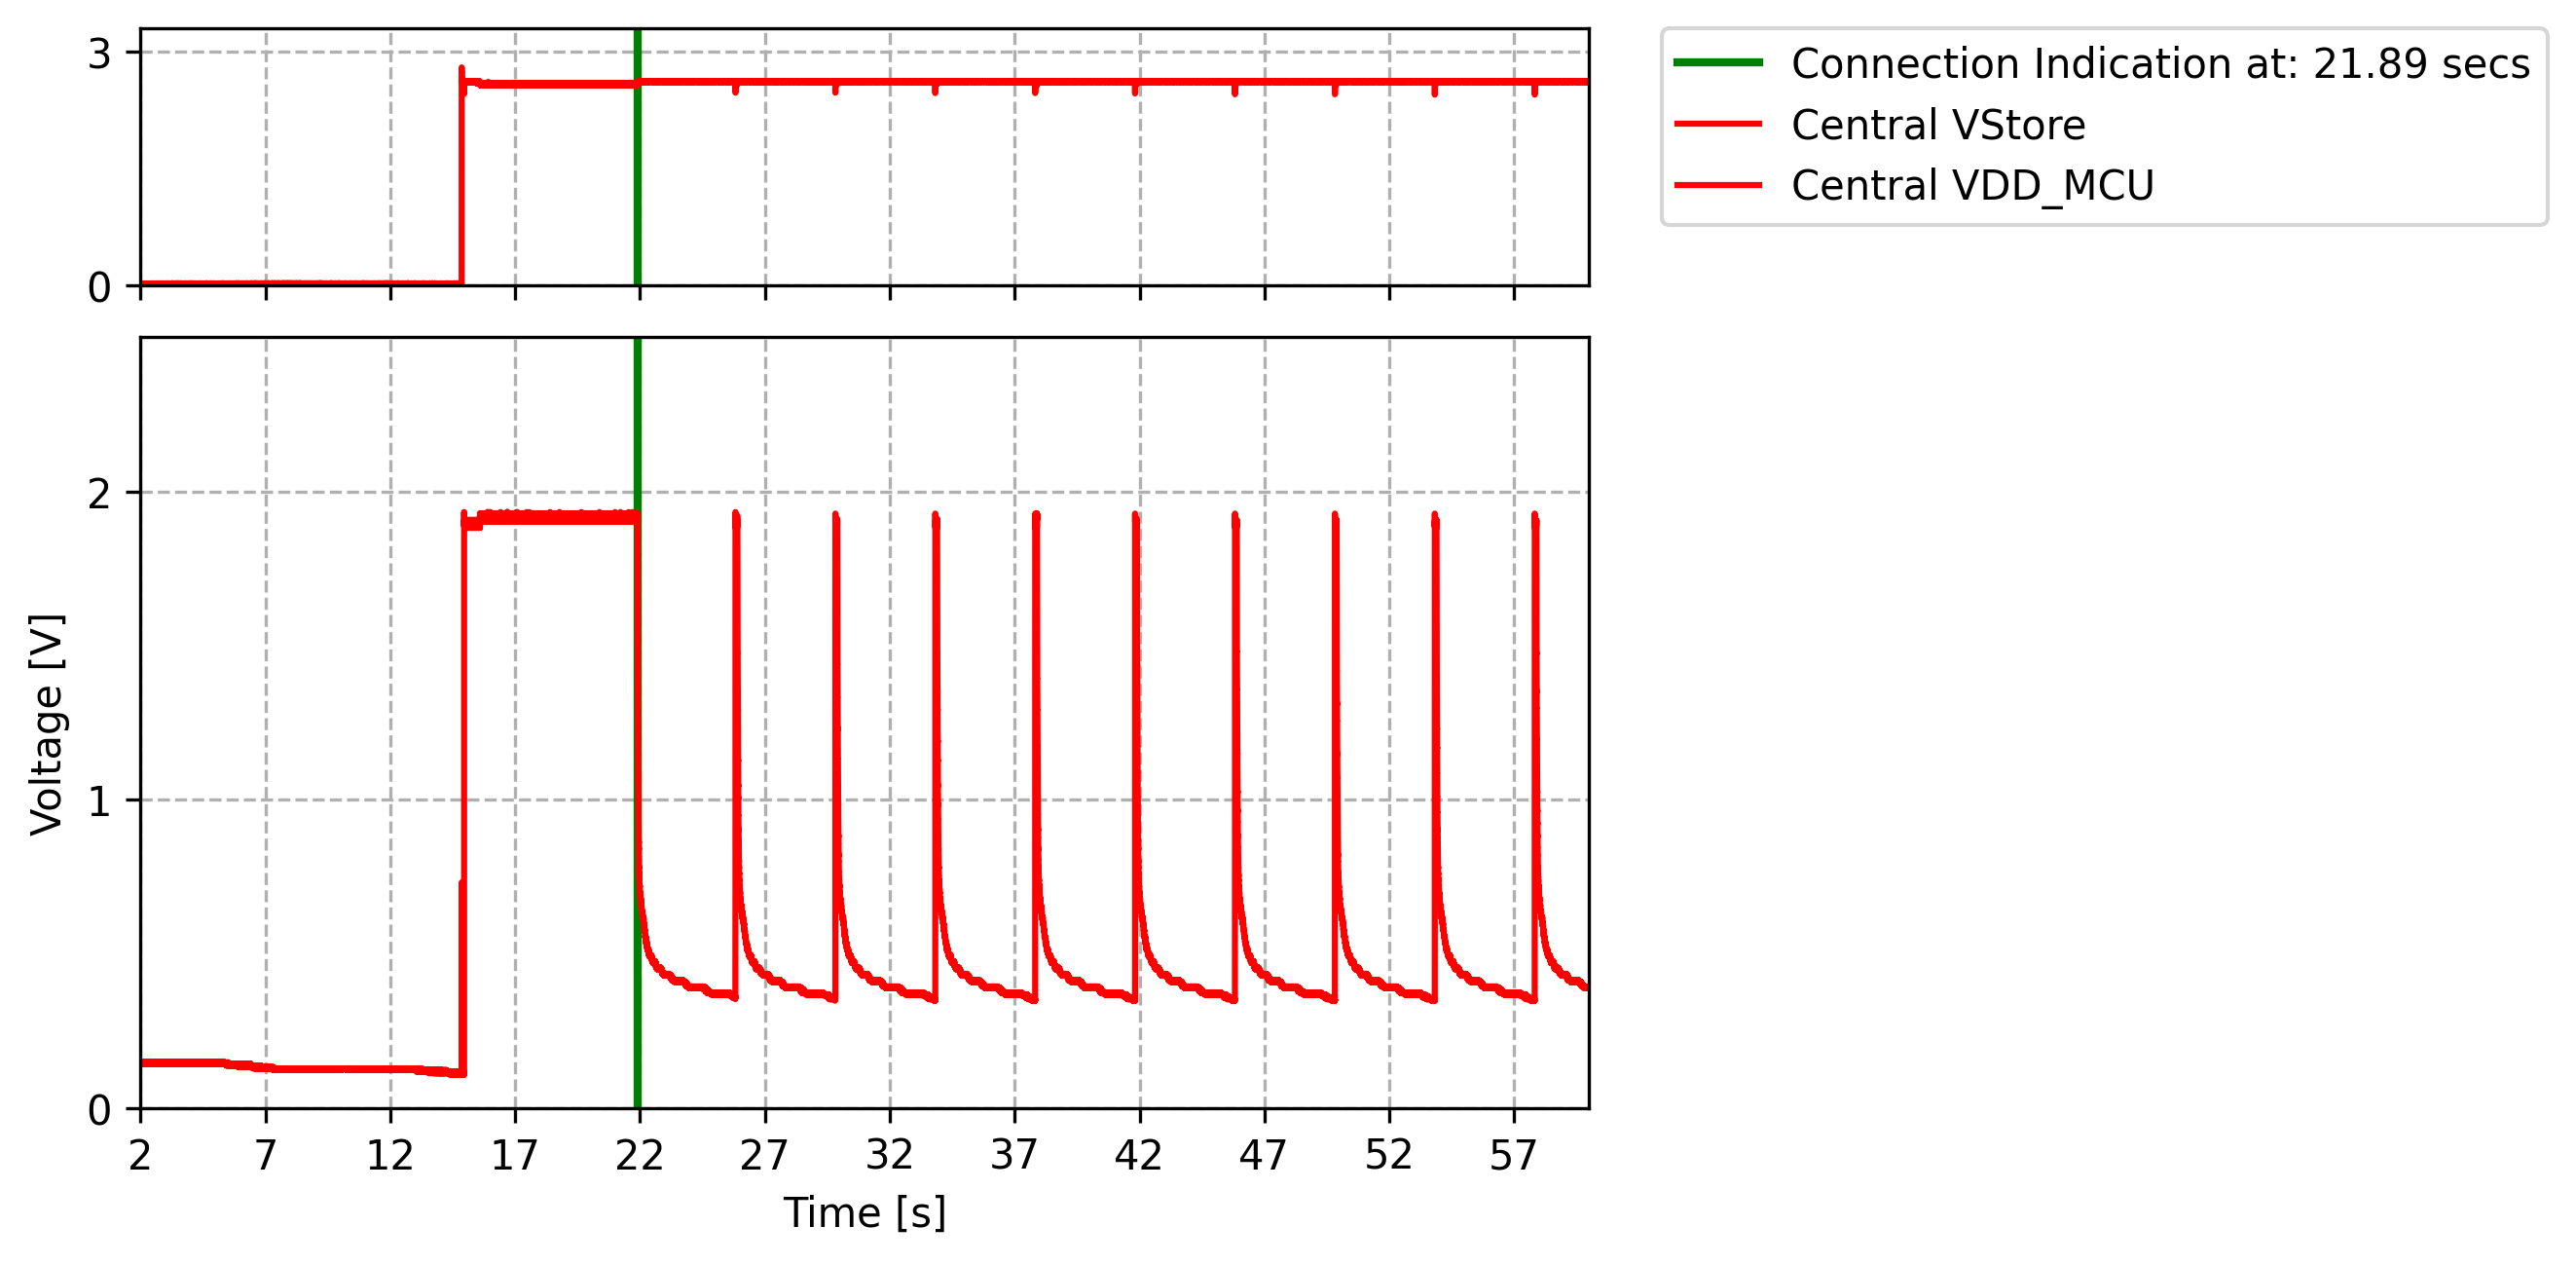 3
0
Connection Indication at: 21.89 secs
Central VStore
Central VDD_MCU
Voltage [V]
2
1
0
2 7 12 17 22 27 32 37 42 47 52 57
Time [s]